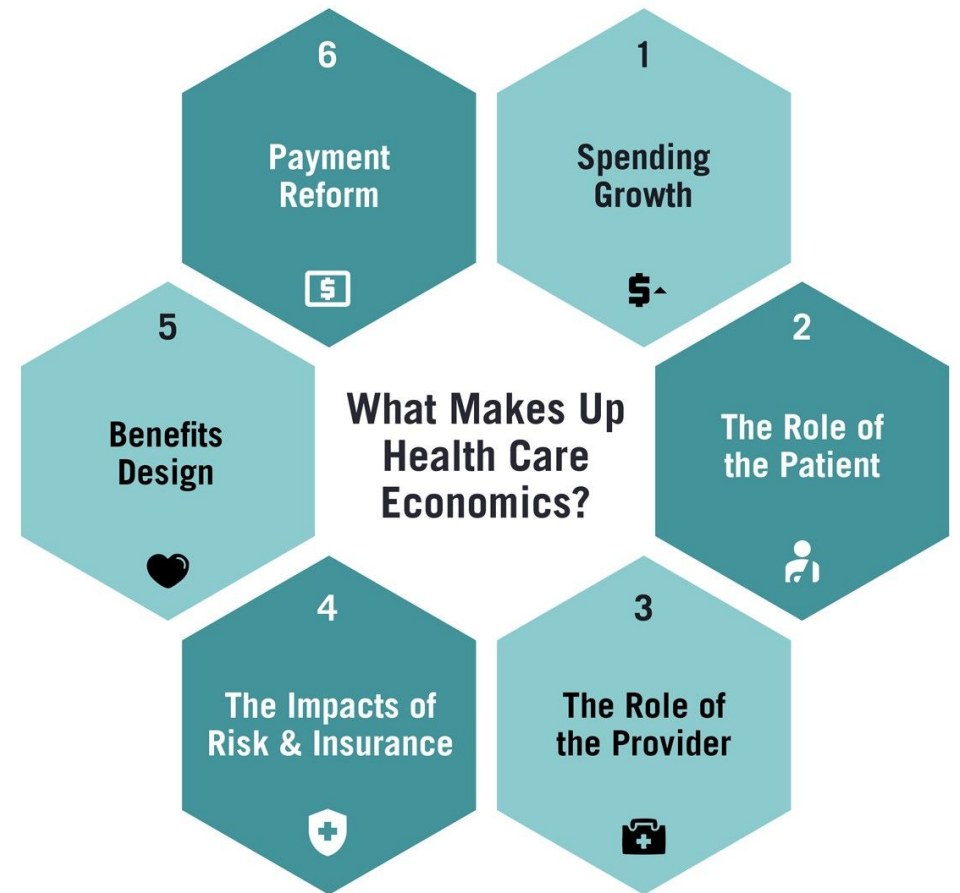 What Makes Up
Health Care
Economics?
1
Spending
Growth
$
2
The Role of
the Patient
3
The Role of
the Provider
4
The Impacts of
Risk & Insurance
5
Benefits
Design
6
Payment
Reform
$